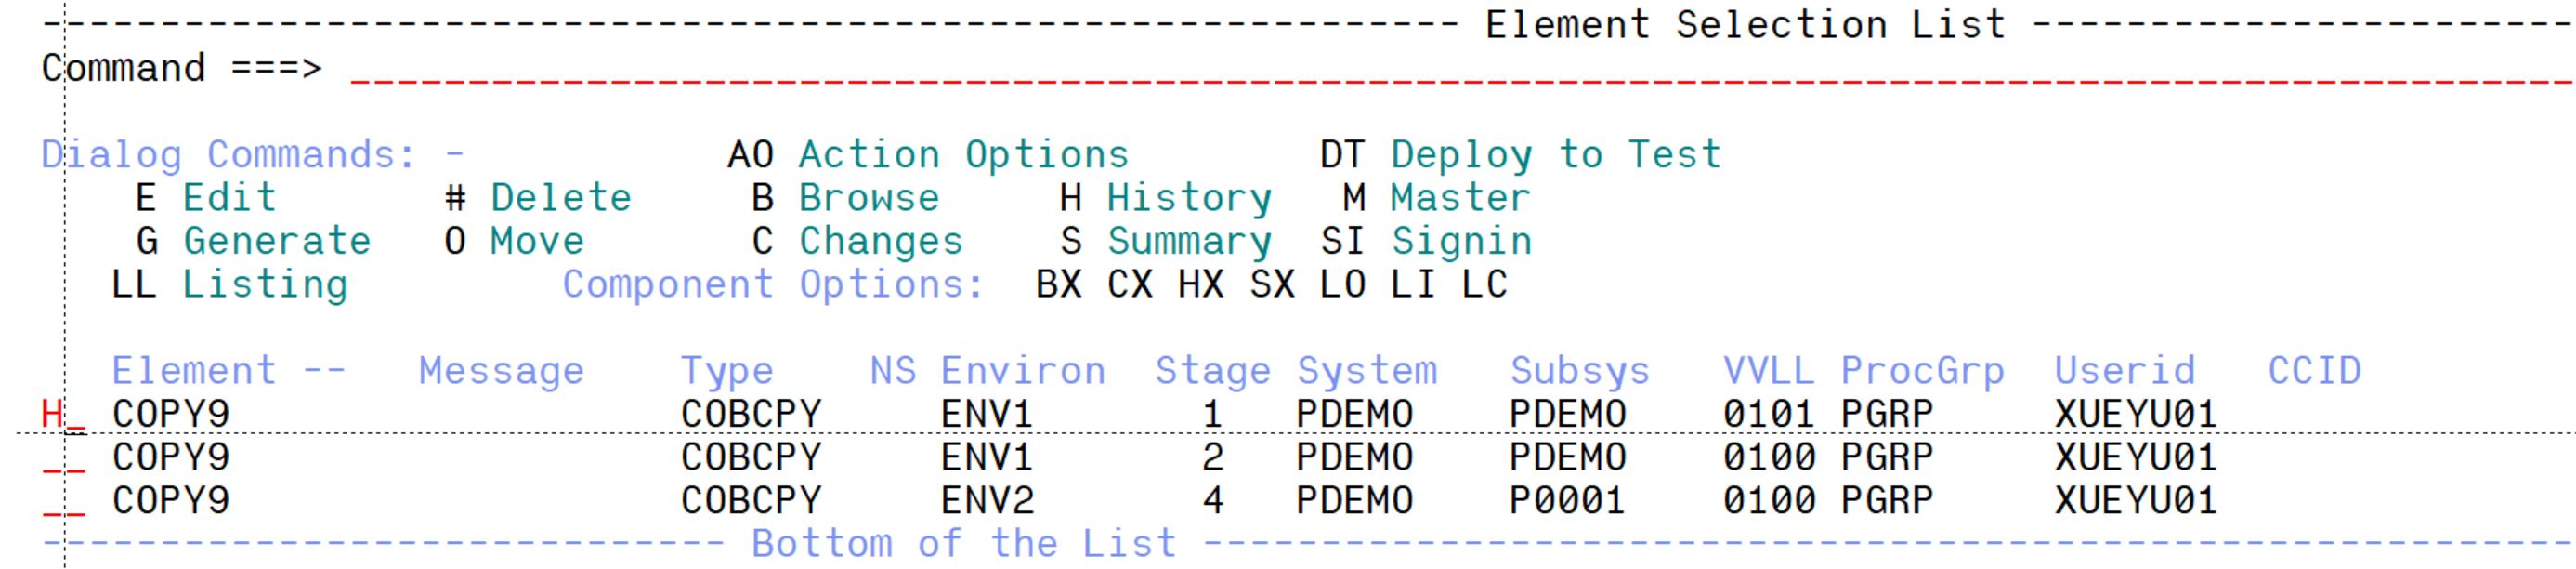 ------------------------------------------------------------ Element Selection List -----------------------
Command ===> ______________________________________________________________________________________________
Dialog Commands: - AO Action Options DT Deploy to Test
E Edit # Delete B Browse H History M Master
G Generate O Move C Changes S Summary SI Signin
LL Listing Component Options: BX CX HX SX LO LI LC
Element -- Message Type NS Environ Stage System Subsys VVLL ProcGrp Userid CCID
H_ COPY9 COBCPY ENV1 1 PDEMO PDEMO 0101 PGRP XUEYU01
__ COPY9 COBCPY ENV1 2 PDEMO PDEMO 0100 PGRP XUEYU01
__ COPY9 COBCPY ENV2 4 PDEMO P0001 0100 PGRP XUEYU01
----------------------------- Bottom of the List ----------------------------------------------------------